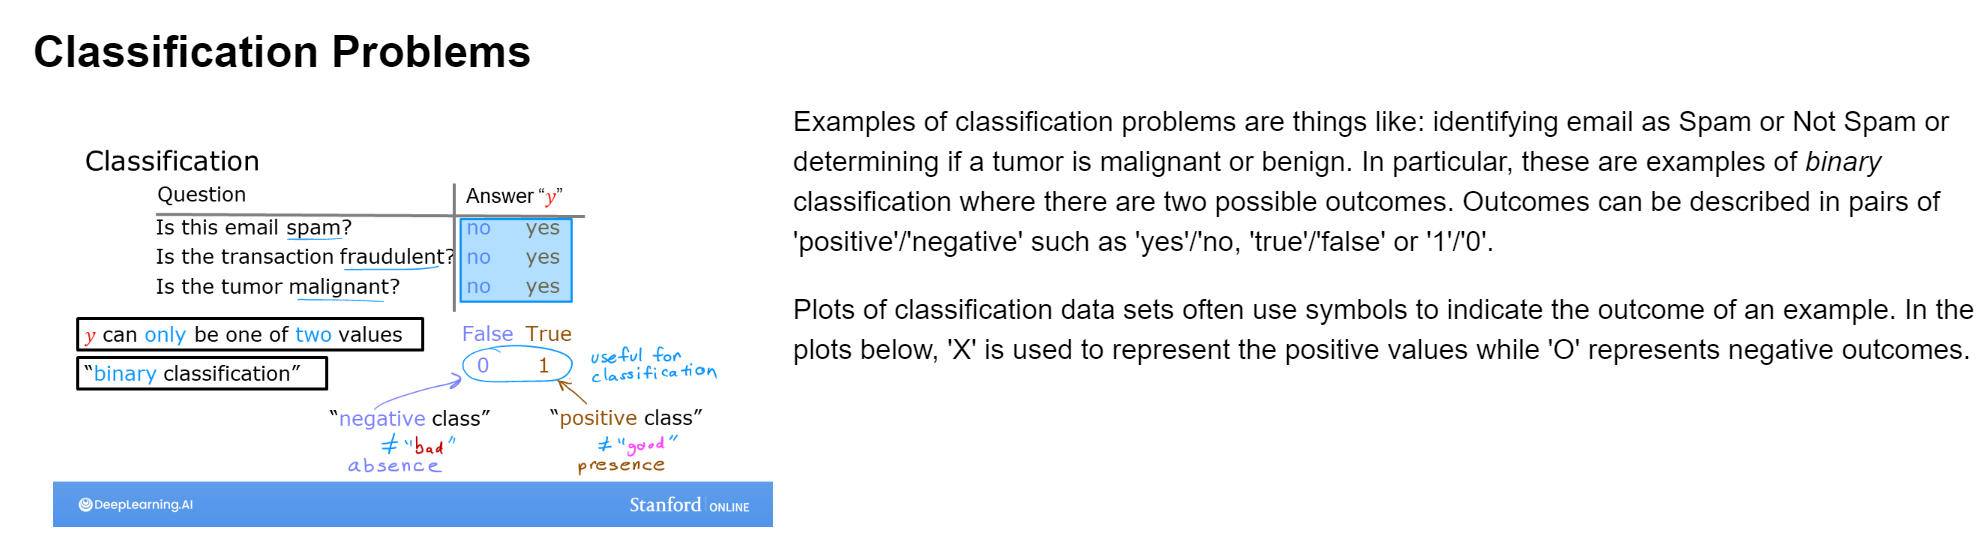 Classification Problems
Classification
Question Answer “y”
Is this email spam? no yes
Is the transaction fraudulent? no yes
Is the tumor malignant? no yes
y can only be one of two values
“binary classification”
False True
0 1
useful for
classification
“negative class”
≠ "bad"
absence
“positive class”
≠ "good"
presence
DeepLearning.AI
Stanford ONLINE
Examples of classification problems are things like: identifying email as Spam or Not Spam or
determining if a tumor is malignant or benign. In particular, these are examples of binary
classification where there are two possible outcomes. Outcomes can be described in pairs of
'positive'/'negative' such as 'yes'/'no, 'true'/'false' or '1'/'0'.
Plots of classification data sets often use symbols to indicate the outcome of an example. In the
plots below, 'X' is used to represent the positive values while 'O' represents negative outcomes.